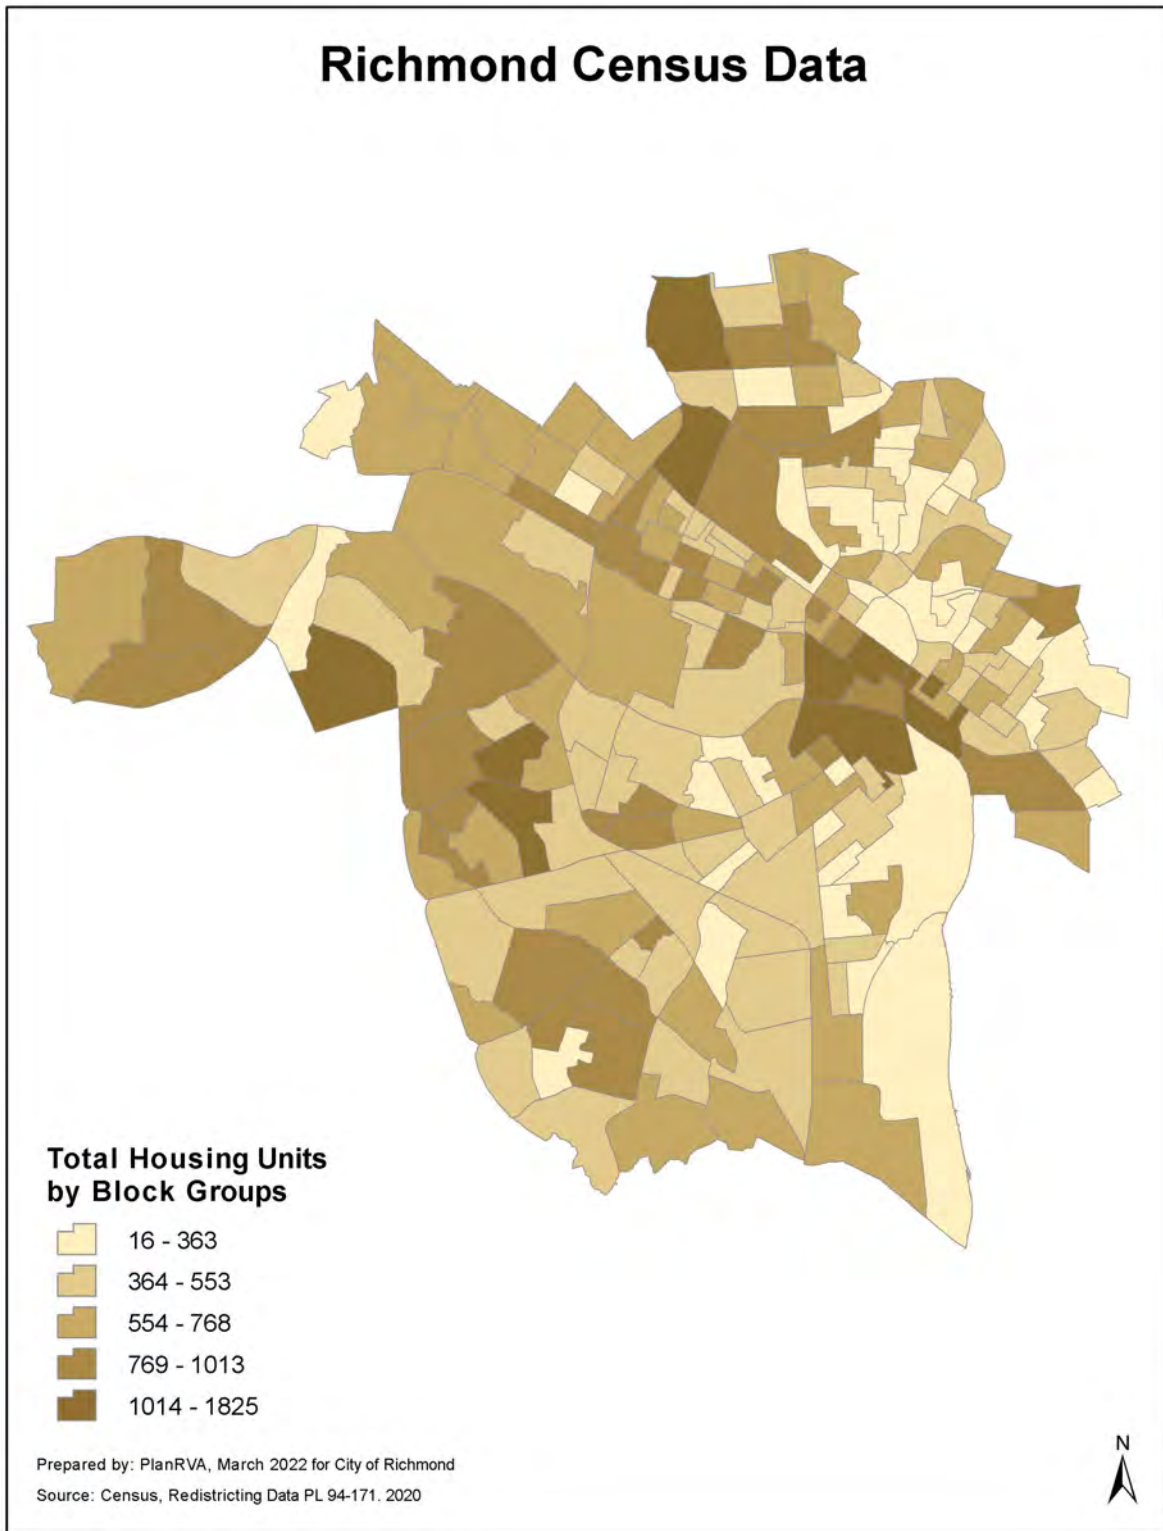 Richmond Census Data
Total Housing Units
by Block Groups
16 - 363
364 - 553
554 - 768
769 - 1013
1014 - 1825
Prepared by: PlanRVA, March 2022 for City of Richmond
Source: Census, Redistricting Data PL 94-171. 2020
N